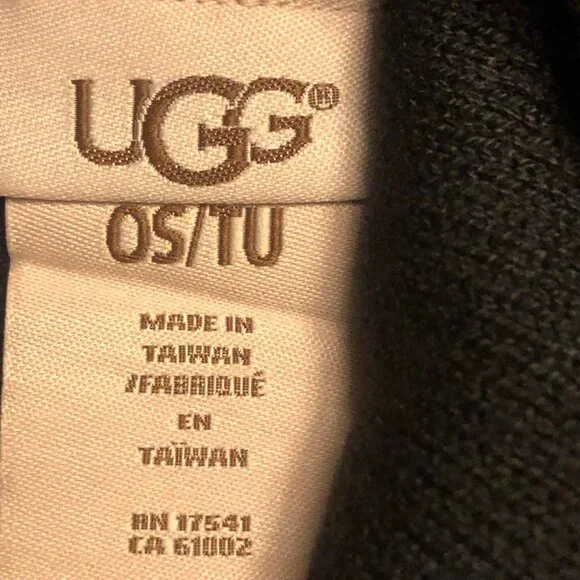 UGG®
OS/TU
MADE IN
TAIWAN
/FABRIQUÉ
EN
TAÏWAN
RN 17541
CA 61002